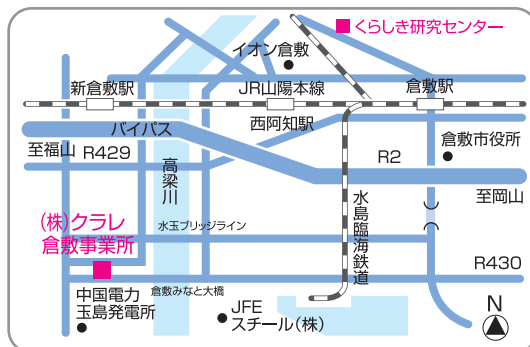 くらしき研究センター
イオン倉敷
新倉敷駅
JR山陽本線
倉敷駅
西阿知駅
バイパス
倉敷市役所
至福山
R429
R2
高梁川
至岡山
(株)クラレ
倉敷事業所
水玉ブリッジライン
水島臨海鉄道
R430
倉敷みなと大橋
中国電力
玉島発電所
JFE
スチール(株)
N